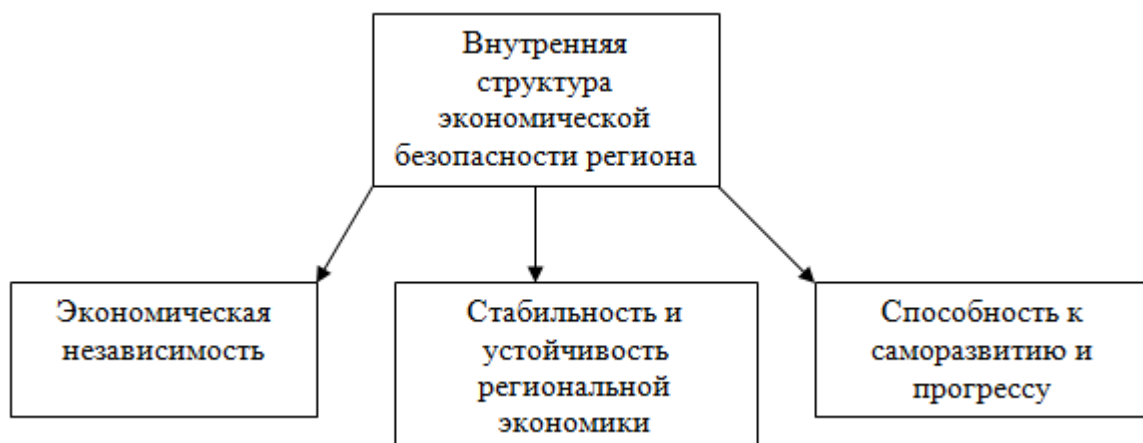 Внутренняя
структура
экономической
безопасности региона
Экономическая
независимость
Стабильность и
устойчивость
региональной
экономики
Способность к
саморазвитию и
прогрессу